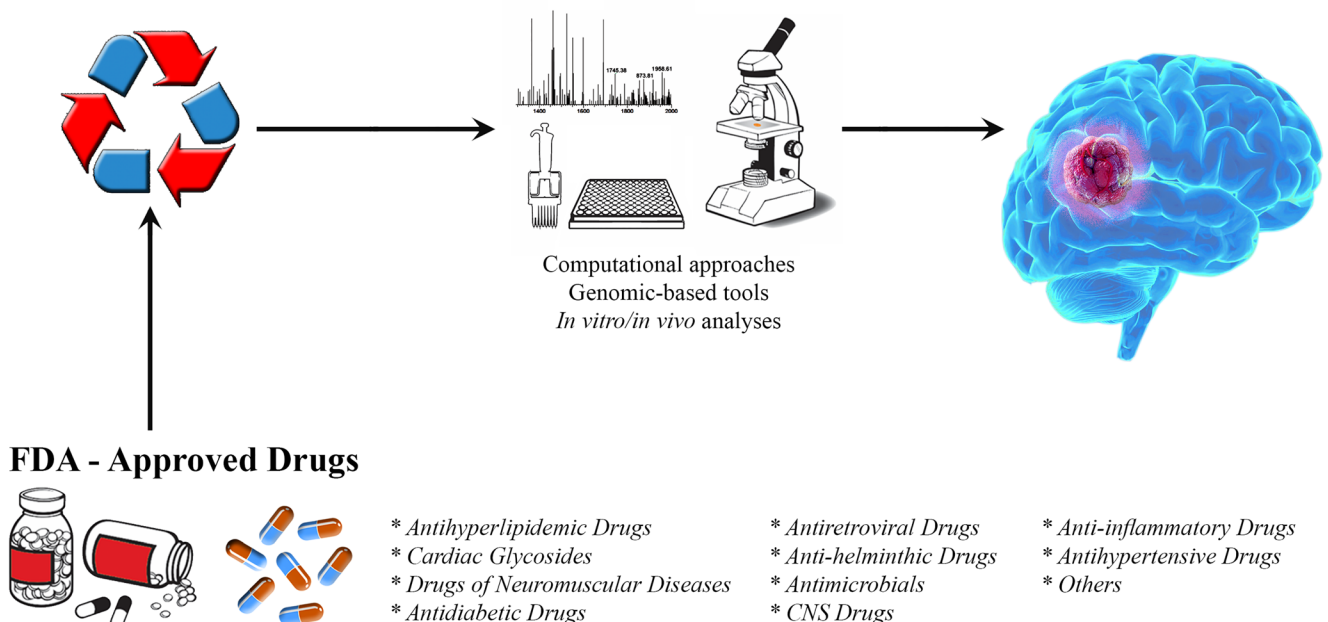 1745.38
873.81
1958.61
1400
1600
1800
2000
Computational approaches
Genomic-based tools
In vitro/in vivo analyses
FDA - Approved Drugs
* Antihyperlipidemic Drugs
* Cardiac Glycosides
* Drugs of Neuromuscular Diseases
* Antidiabetic Drugs
* Antiretroviral Drugs
* Anti-helminthic Drugs
* Antimicrobials
* CNS Drugs
* Anti-inflammatory Drugs
* Antihypertensive Drugs
* Others